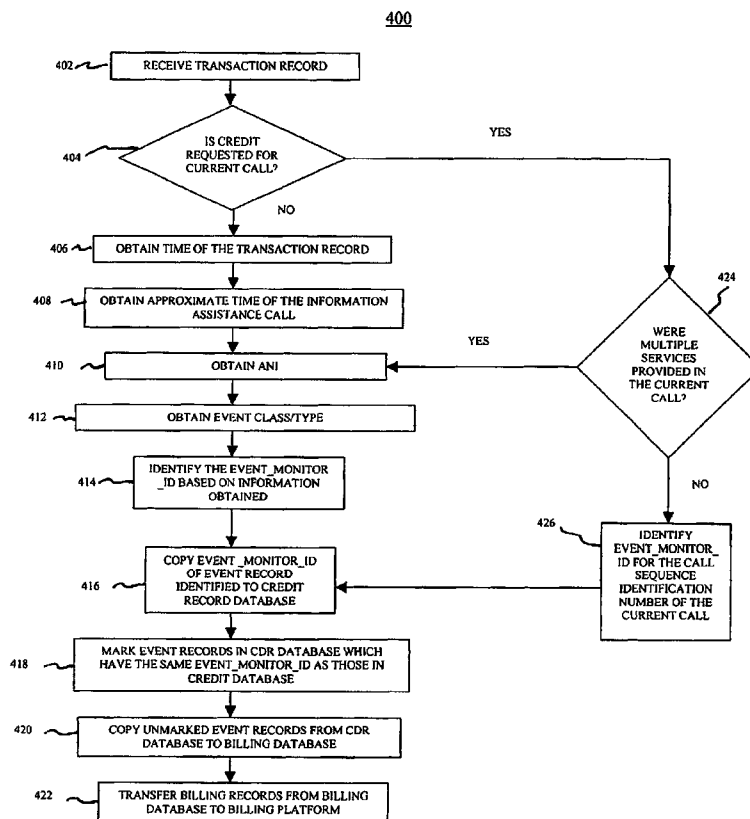 400
402
RECEIVE TRANSACTION RECORD
404
IS CREDIT
REQUESTED FOR
CURRENT CALL?
YES
NO
406
OBTAIN TIME OF THE TRANSACTION RECORD
408
OBTAIN APPROXIMATE TIME OF THE INFORMATION
ASSISTANCE CALL
424
WERE
MULTIPLE
SERVICES
PROVIDED IN
THE CURRENT
CALL?
YES
NO
410
OBTAIN ANI
412
OBTAIN EVENT CLASS/TYPE
414
IDENTIFY THE EVENT_MONITOR
_ID BASED ON INFORMATION
OBTAINED
426
IDENTIFY
EVENT_MONITOR_
ID FOR THE CALL
SEQUENCE
IDENTIFICATION
NUMBER OF THE
CURRENT CALL
416
COPY EVENT_MONITOR_ID
OF EVENT RECORD
IDENTIFIED TO CREDIT
RECORD DATABASE
418
MARK EVENT RECORDS IN CDR DATABASE WHICH
HAVE THE SAME EVENT_MONITOR_ID AS THOSE IN
CREDIT DATABASE
420
COPY UNMARKED EVENT RECORDS FROM CDR
DATABASE TO BILLING DATABASE
422
TRANSFER BILLING RECORDS FROM BILLING
DATABASE TO BILLING PLATFORM